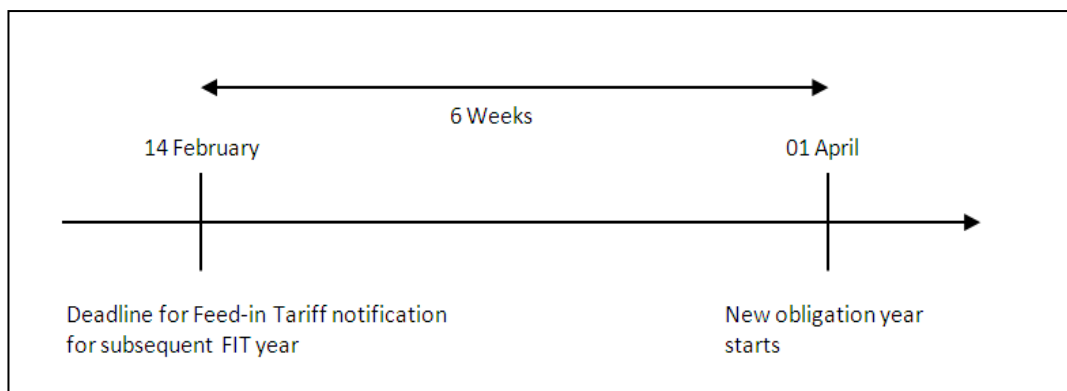 6 Weeks
14 February
01 April
Deadline for Feed-in Tariff notification
for subsequent FIT year
New obligation year
starts